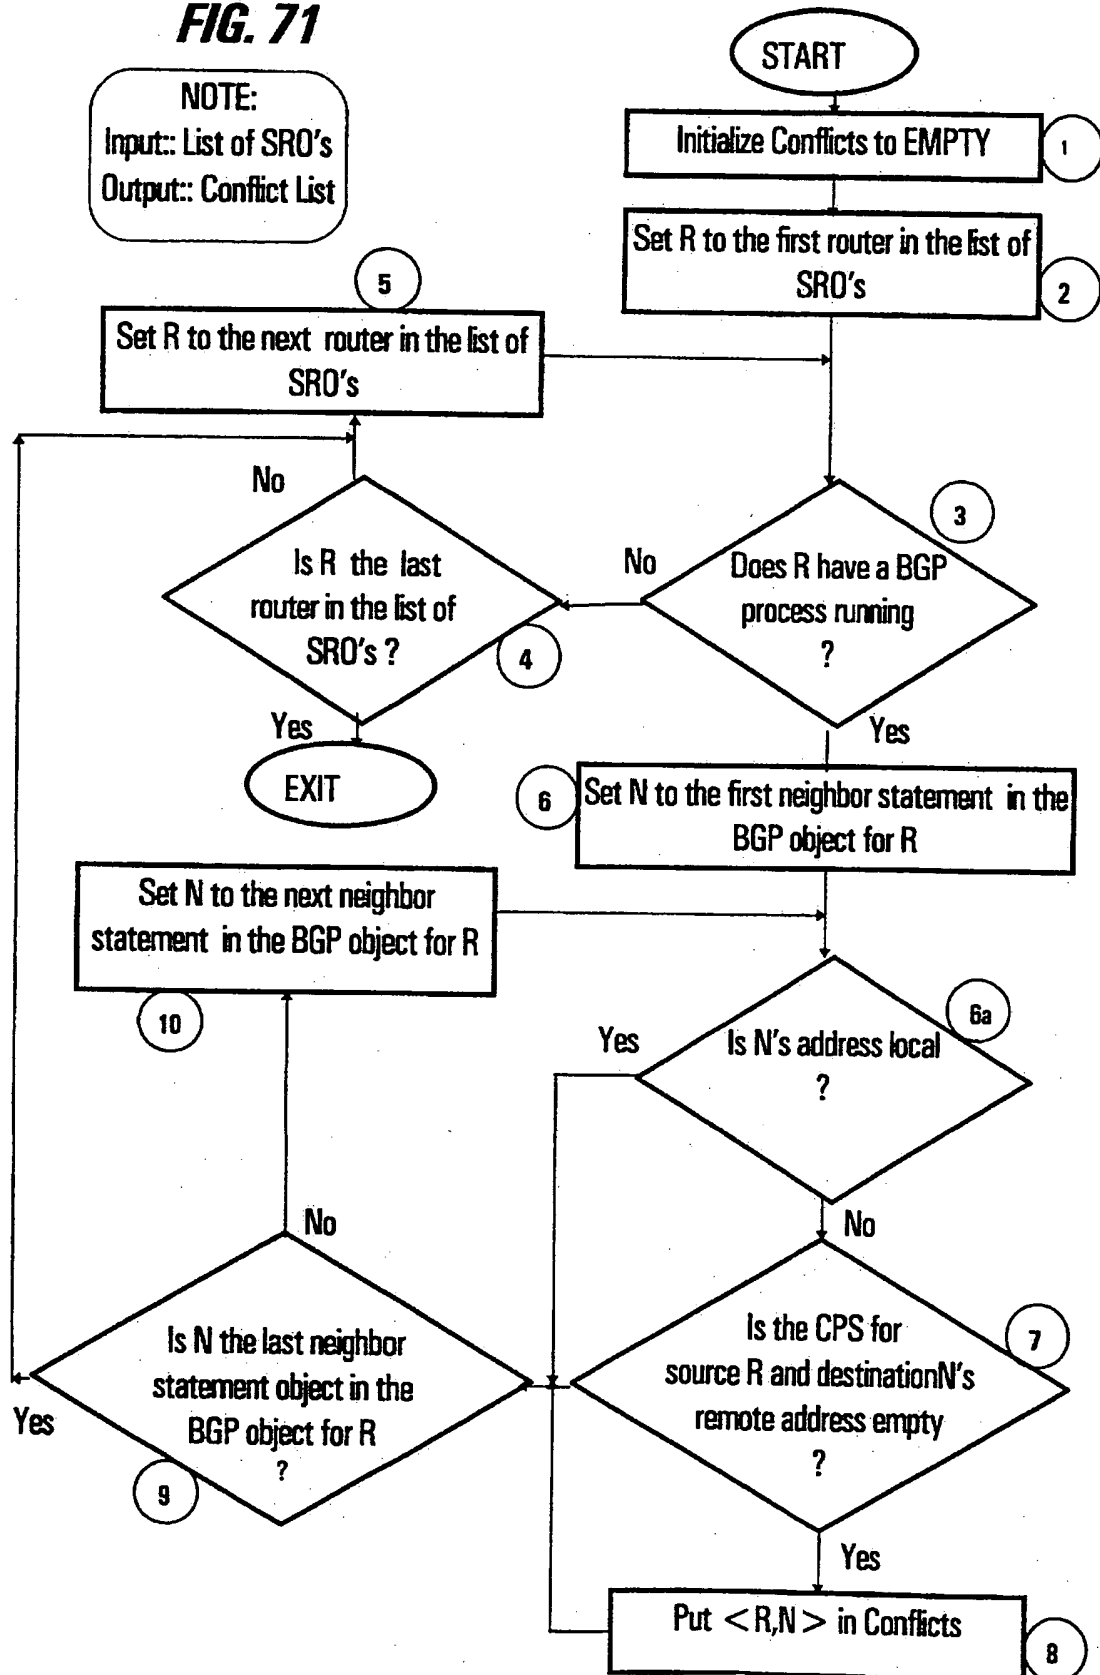 FIG. 71
NOTE:
Input:: List of SRO's
Output:: Conflict List
START
Initialize Conflicts to EMPTY
1
Set R to the first router in the list of
SRO's
2
5
Set R to the next router in the list of
SRO's
No
Is R the last
router in the list of
SRO's ?
4
Yes
EXIT
3
No
Does R have a BGP
process running
?
Yes
6
Set N to the first neighbor statement in the
BGP object for R
Set N to the next neighbor
statement in the BGP object for R
10
6a
Yes
Is N's address local
?
No
No
Is N the last neighbor
statement object in the
BGP object for R
?
Yes
9
7
Is the CPS for
source R and destinationN's
remote address empty
?
Yes
Put <R,N> in Conflicts
8